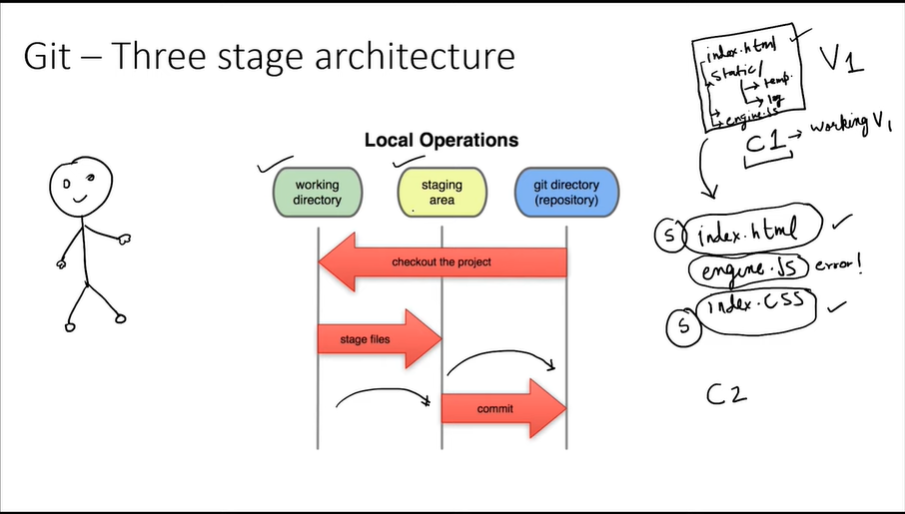 Git – Three stage architecture
index.html
static/
temp.
log
engine.js
V1
C1 → working V1
Local Operations
working
directory
staging
area
git directory
(repository)
checkout the project
stage files
commit
S index.html
engine.JS error!
S index.CSS
C2